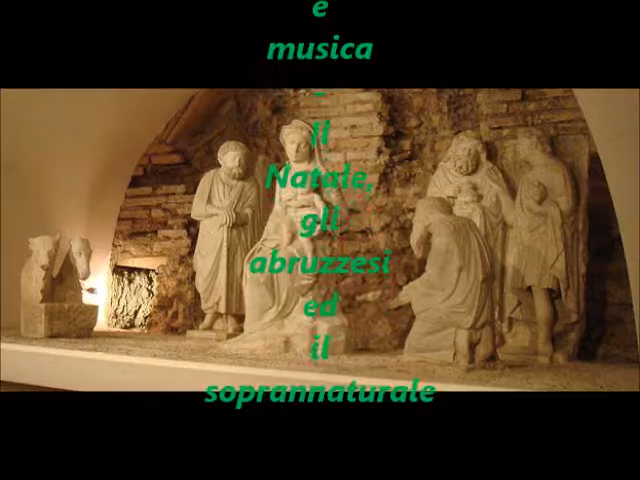 e
musica
-
Il
Natale,
gli
abruzzesi
ed
il
soprannaturale